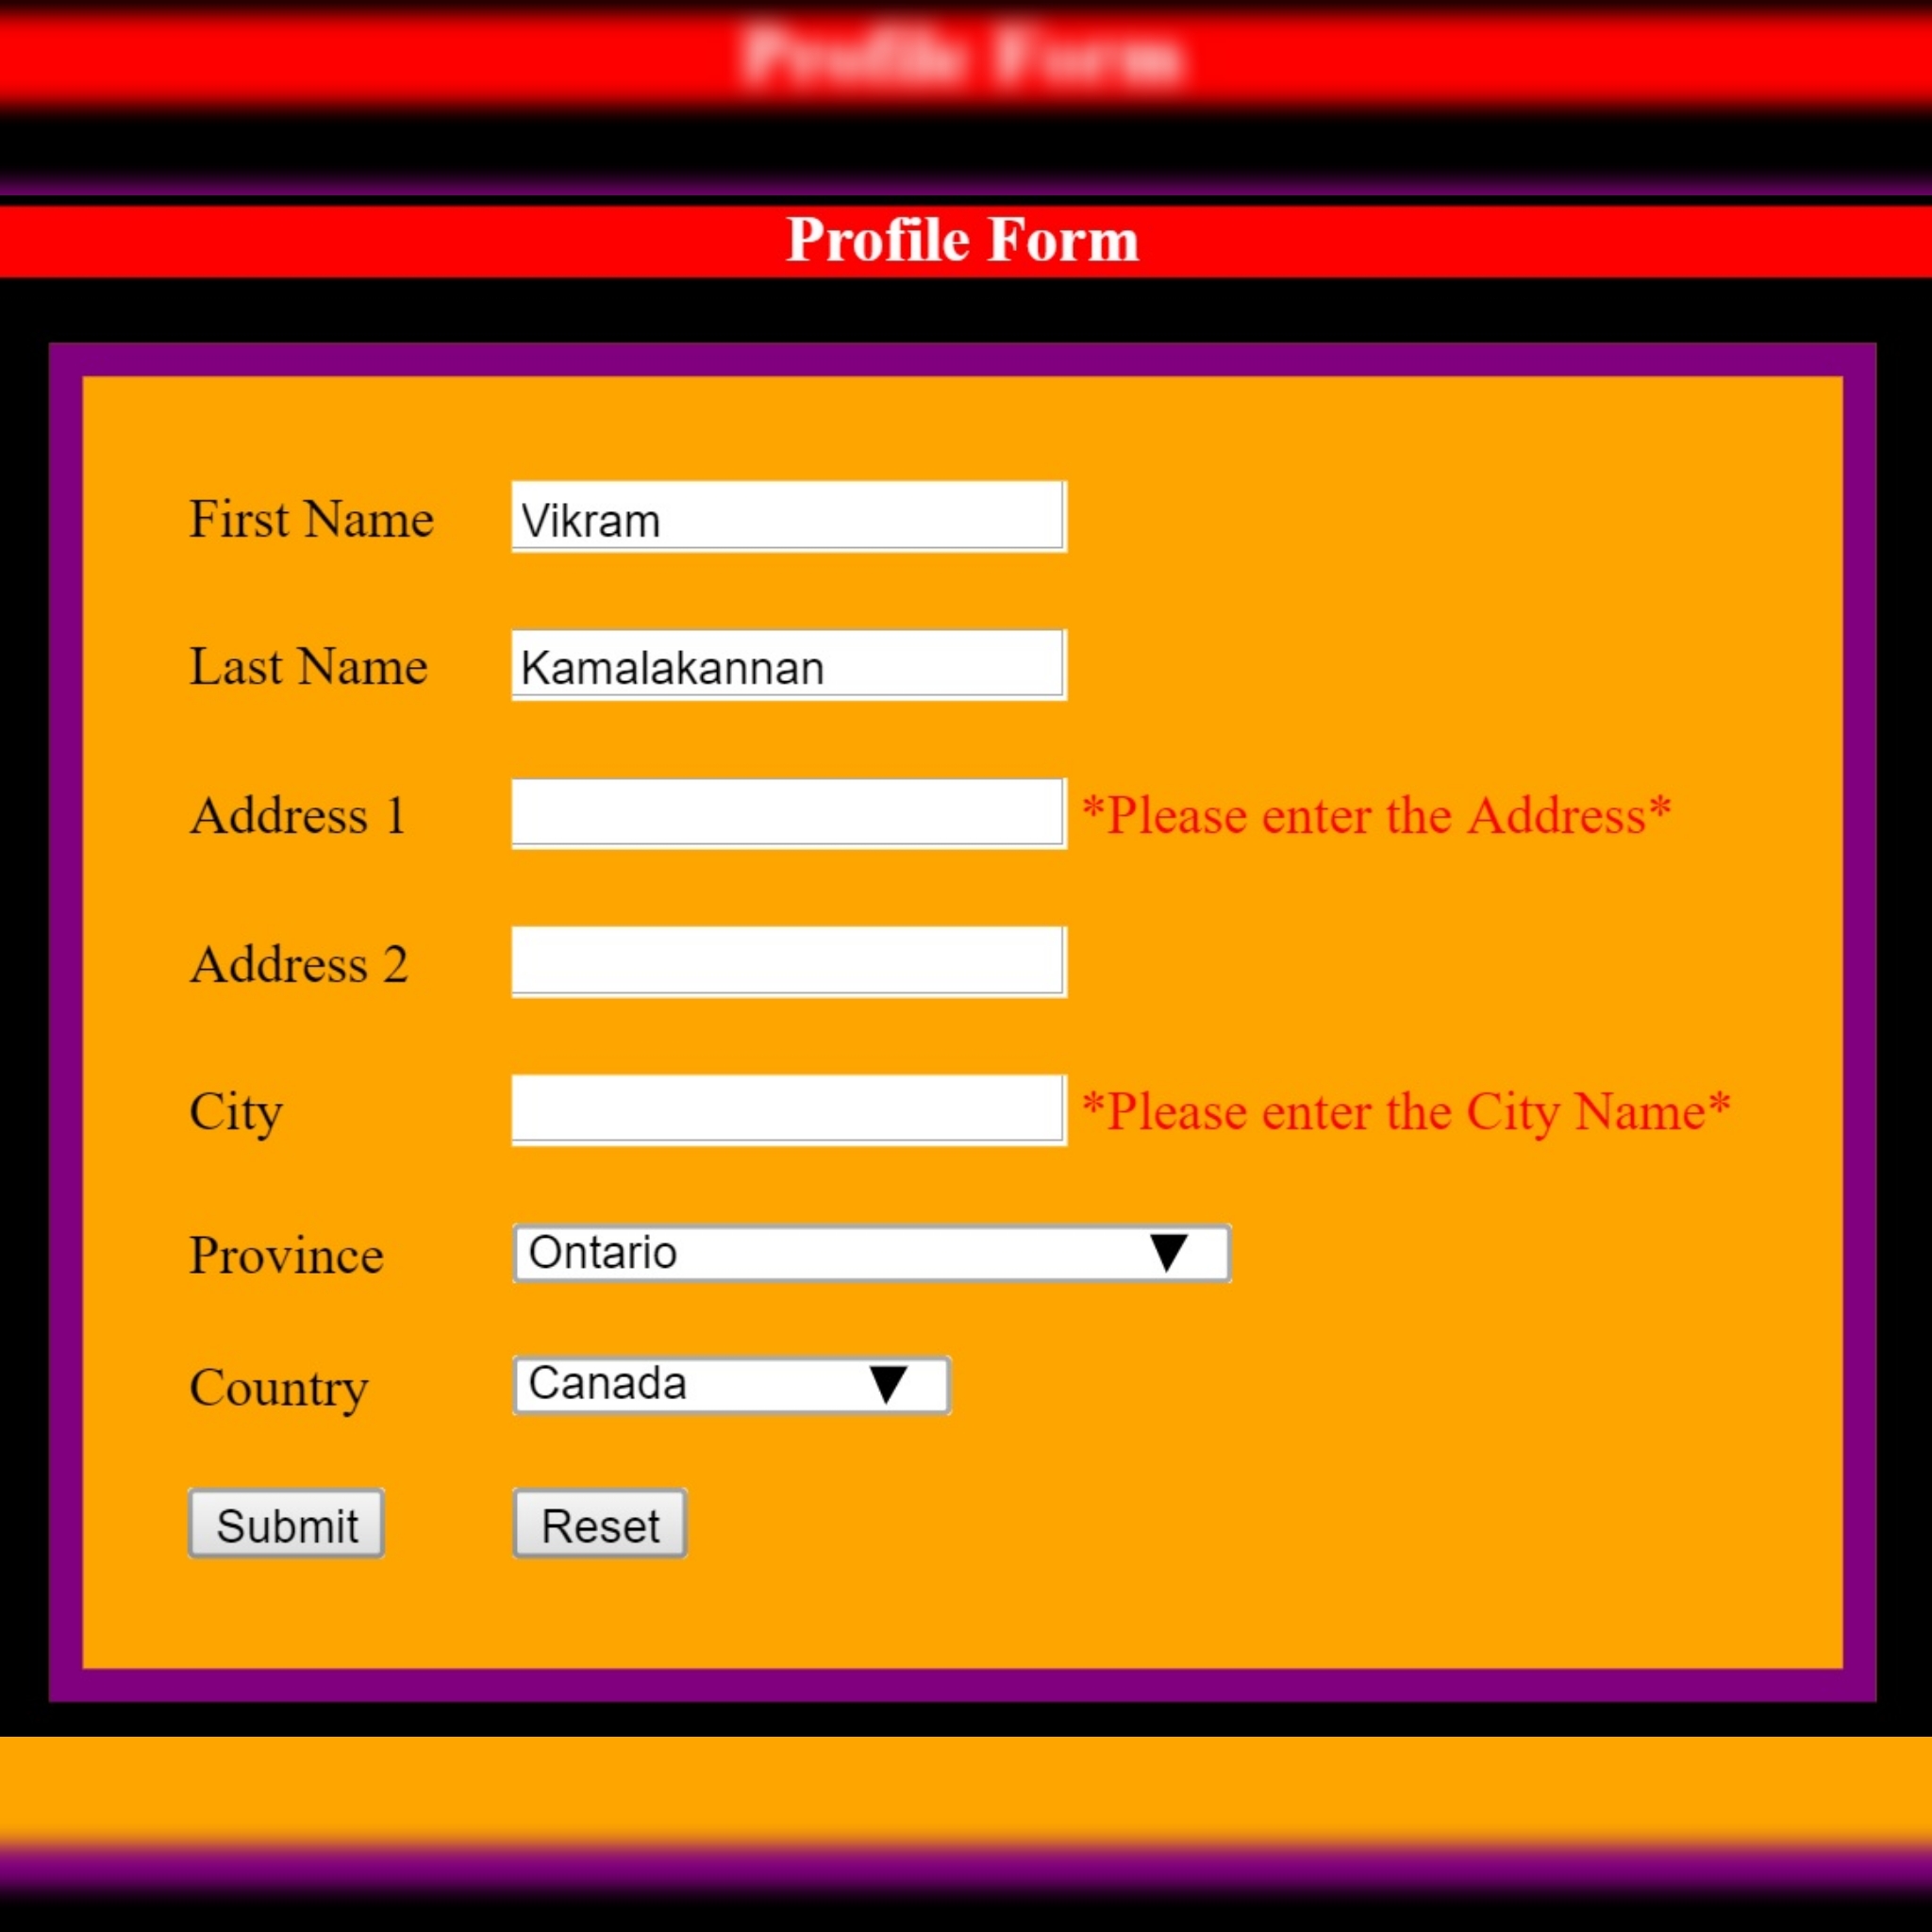 Profile Form
Profile Form
First Name Vikram
Last Name Kamalakannan
Address 1 *Please enter the Address*
Address 2
City *Please enter the City Name*
Province Ontario ▼
Country Canada ▼
Submit Reset